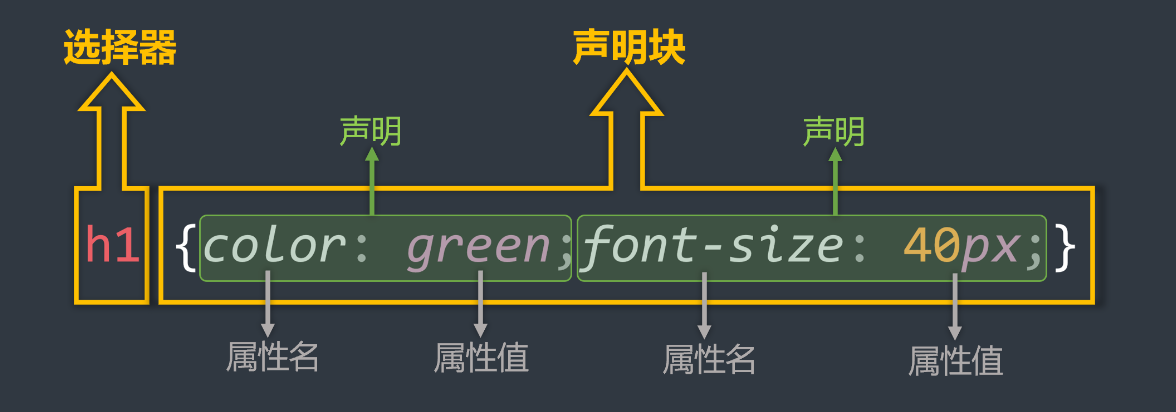 选择器 声明块
声明 声明
h1 {color: green;font-size: 40px;}
属性名 属性值 属性名 属性值